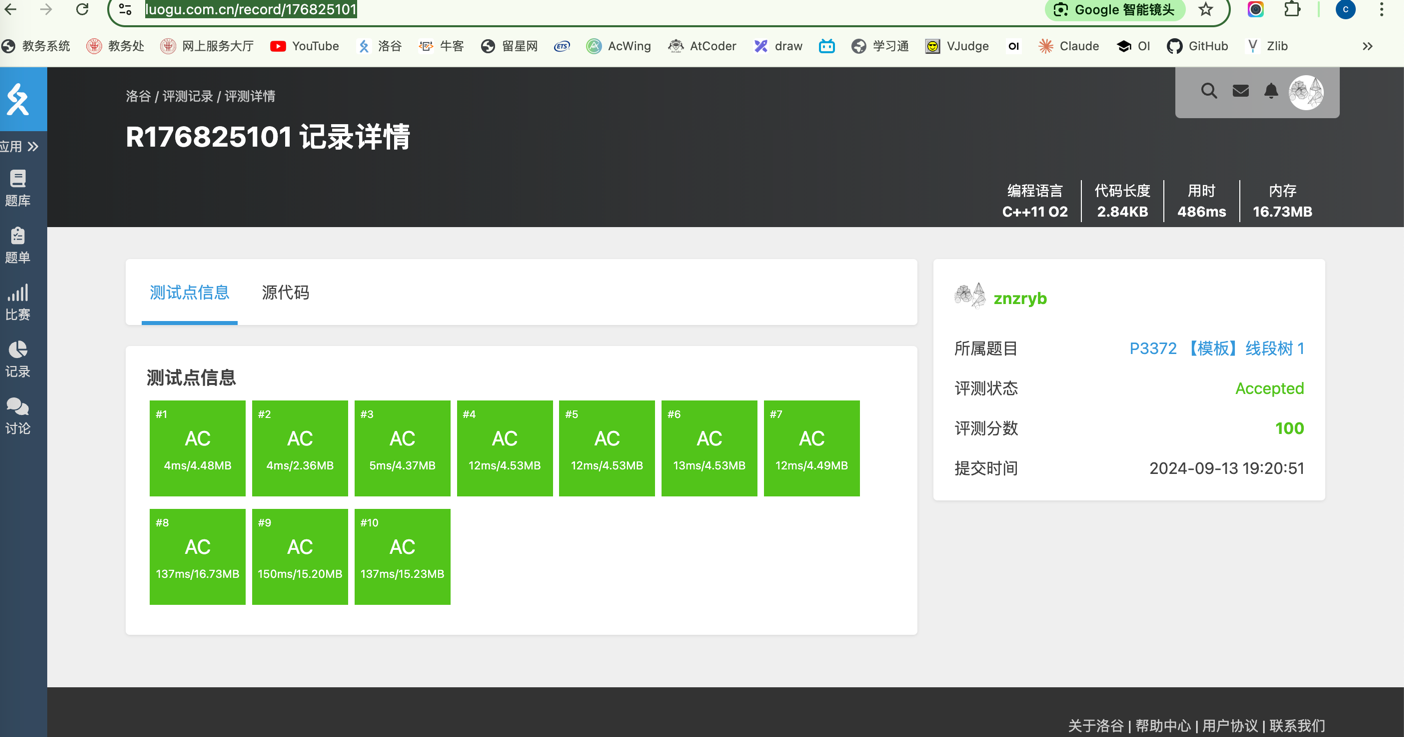 luogu.com.cn/record/176825101
Google 智能镜头
c
教务系统 教务处 网上服务大厅 YouTube 洛谷 牛客 留星网 ETS AcWing AtCoder draw 学习通 VJudge OI Claude OI GitHub Zlib
洛谷 / 评测记录 / 评测详情
R176825101 记录详情
应用
题库
题单
比赛
记录
讨论
编程语言 代码长度 用时 内存
C++11 O2 2.84KB 486ms 16.73MB
测试点信息 源代码
测试点信息
#1 #2 #3 #4 #5 #6 #7
AC AC AC AC AC AC AC
4ms/4.48MB 4ms/2.36MB 5ms/4.37MB 12ms/4.53MB 12ms/4.53MB 13ms/4.53MB 12ms/4.49MB
#8 #9 #10
AC AC AC
137ms/16.73MB 150ms/15.20MB 137ms/15.23MB
znzryb
所属题目 P3372 【模板】线段树 1
评测状态 Accepted
评测分数 100
提交时间 2024-09-13 19:20:51
关于洛谷 | 帮助中心 | 用户协议 | 联系我们